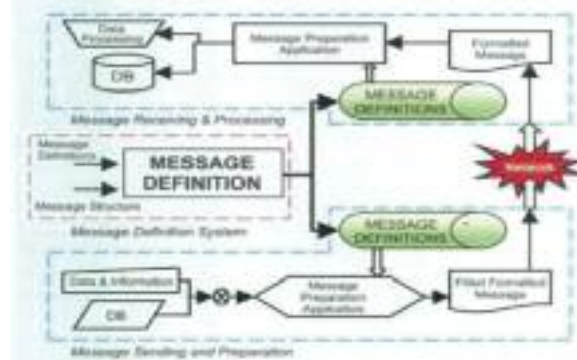 Data
Processing
Message Preparation
Application
Formatted
Message
DB
MESSAGE
DEFINITIONS
Message Receiving & Processing
Message
Definitions
MESSAGE
DEFINITION
Network
Message Structure
Message Definition System
MESSAGE
DEFINITIONS
Data & Information
DB
Message
Preparation
Application
Filled Formatted
Message
Message Sending and Preparation